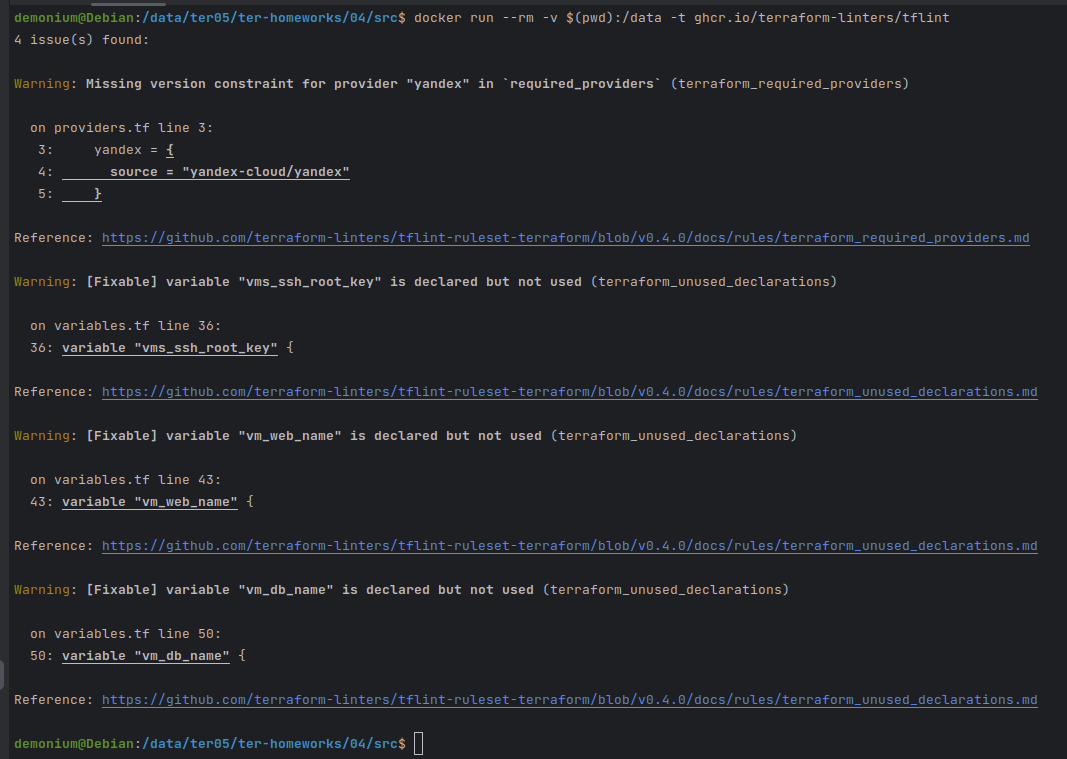 demonium@Debian:/data/ter05/ter-homeworks/04/src$ docker run --rm -v $(pwd):/data -t ghcr.io/terraform-linters/tflint
4 issue(s) found:
Warning: Missing version constraint for provider "yandex" in `required_providers` (terraform_required_providers)
on providers.tf line 3:
3:     yandex = {
4:       source = "yandex-cloud/yandex"
5:     }
Reference: https://github.com/terraform-linters/tflint-ruleset-terraform/blob/v0.4.0/docs/rules/terraform_required_providers.md
Warning: [Fixable] variable "vms_ssh_root_key" is declared but not used (terraform_unused_declarations)
on variables.tf line 36:
36: variable "vms_ssh_root_key" {
Reference: https://github.com/terraform-linters/tflint-ruleset-terraform/blob/v0.4.0/docs/rules/terraform_unused_declarations.md
Warning: [Fixable] variable "vm_web_name" is declared but not used (terraform_unused_declarations)
on variables.tf line 43:
43: variable "vm_web_name" {
Reference: https://github.com/terraform-linters/tflint-ruleset-terraform/blob/v0.4.0/docs/rules/terraform_unused_declarations.md
Warning: [Fixable] variable "vm_db_name" is declared but not used (terraform_unused_declarations)
on variables.tf line 50:
50: variable "vm_db_name" {
Reference: https://github.com/terraform-linters/tflint-ruleset-terraform/blob/v0.4.0/docs/rules/terraform_unused_declarations.md
demonium@Debian:/data/ter05/ter-homeworks/04/src$